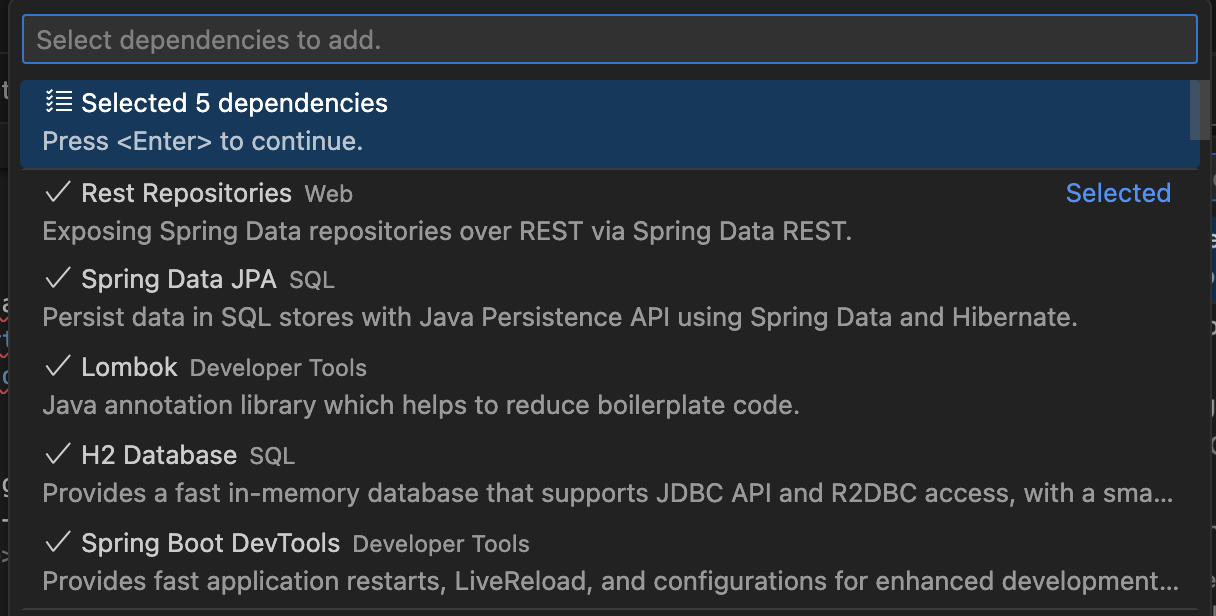 Select dependencies to add.
Selected 5 dependencies
Press <Enter> to continue.
Rest Repositories Web Selected
Exposing Spring Data repositories over REST via Spring Data REST.
Spring Data JPA SQL
Persist data in SQL stores with Java Persistence API using Spring Data and Hibernate.
Lombok Developer Tools
Java annotation library which helps to reduce boilerplate code.
H2 Database SQL
Provides a fast in-memory database that supports JDBC API and R2DBC access, with a sma...
Spring Boot DevTools Developer Tools
Provides fast application restarts, LiveReload, and configurations for enhanced development...